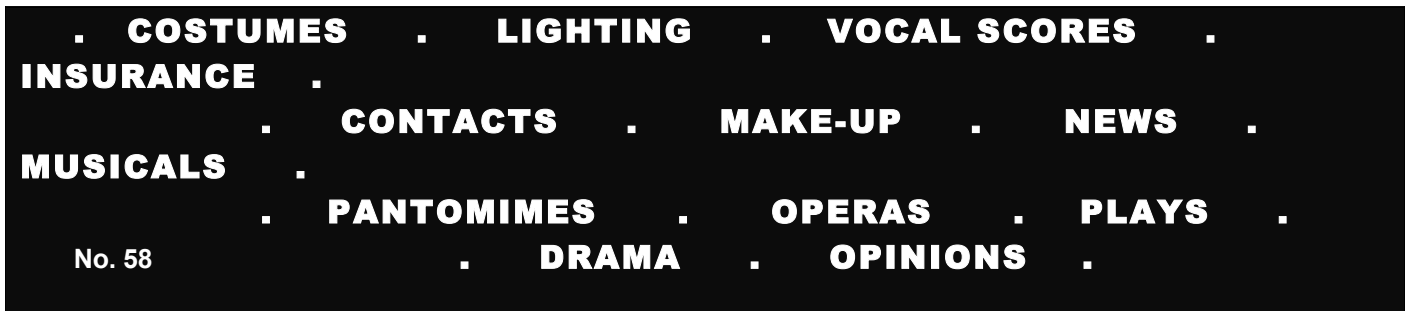 . COSTUMES . LIGHTING . VOCAL SCORES .
INSURANCE .
. CONTACTS . MAKE-UP . NEWS .
MUSICALS .
. PANTOMIMES . OPERAS . PLAYS .
No. 58 . DRAMA . OPINIONS .